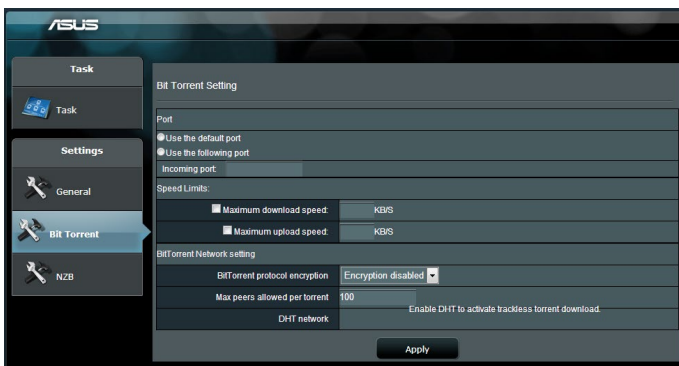 ASUS
Task
Task
Settings
General
Bit Torrent
NZB
Bit Torrent Setting
Port
Use the default port
Use the following port
Incoming port:
Speed Limits:
Maximum download speed: KB/S
Maximum upload speed: KB/S
BitTorrent Network setting
BitTorrent protocol encryption Encryption disabled
Max peers allowed per torrent 100
DHT network Enable DHT to activate trackless torrent download.
Apply